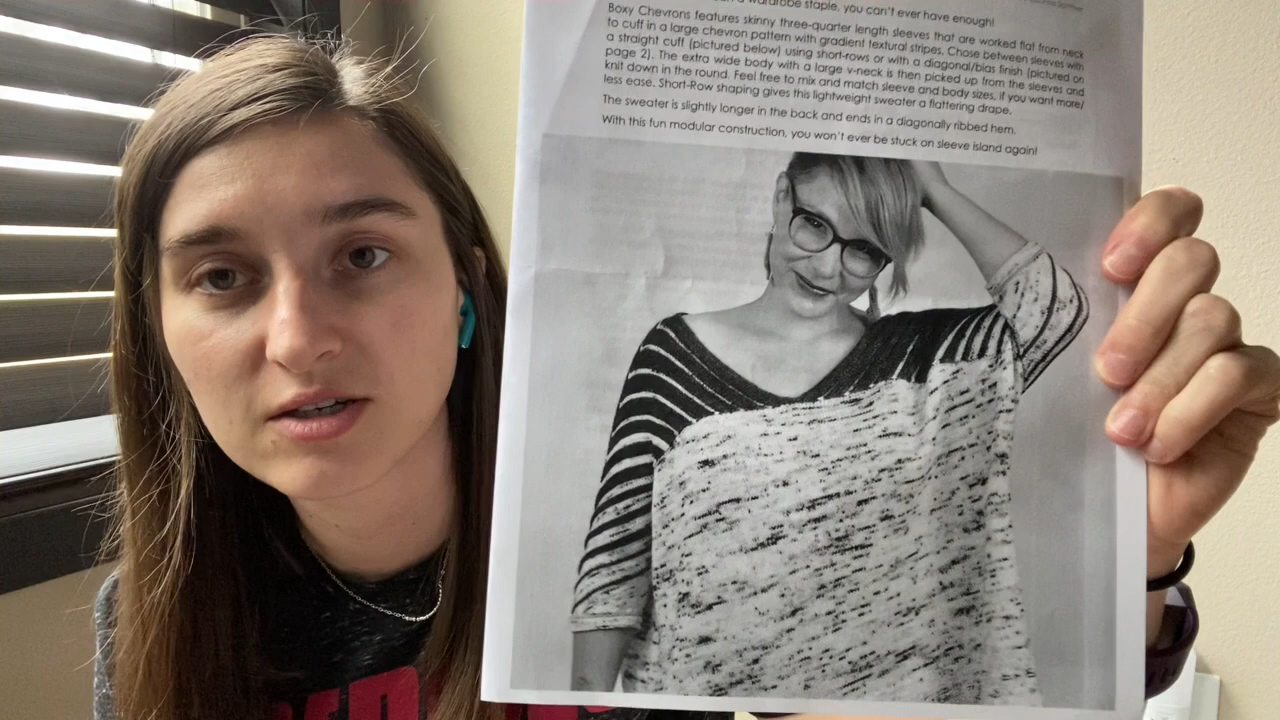 a wardrobe staple, you can't ever have enough!
Boxy Chevrons features skinny three-quarter length sleeves that are worked flat from neck
to cuff in a large chevron pattern with gradient textural stripes. Chose between sleeves with
a straight cuff (pictured below) using short-rows or with a diagonal/bias finish (pictured on
page 2). The extra wide body with a large v-neck is then picked up from the sleeves and
knit down in the round. Feel free to mix and match sleeve and body sizes, if you want more/
less ease. Short-Row shaping gives this lightweight sweater a flattering drape.
The sweater is slightly longer in the back and ends in a diagonally ribbed hem.
With this fun modular construction, you won't ever be stuck on sleeve island again!